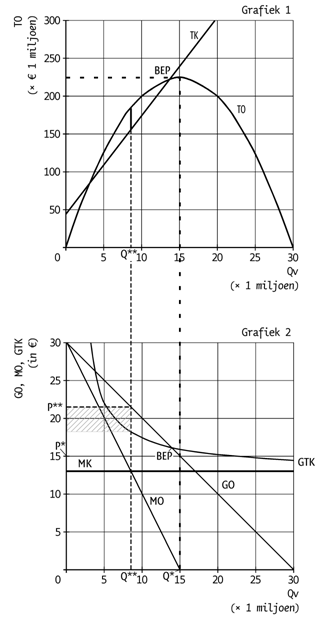 Grafiek 1
TO
(× € 1 miljoen)
300
250
200
150
100
50
0
TK
BEP
TO
5
Q**
10
15
20
25
30
Qv
(× 1 miljoen)
Grafiek 2
GO, MO, GTK
(in €)
30
25
P**
20
P*
15
10
5
0
MK
BEP
GTK
MO
GO
5
Q**
10
Q*
15
20
25
30
Qv
(× 1 miljoen)